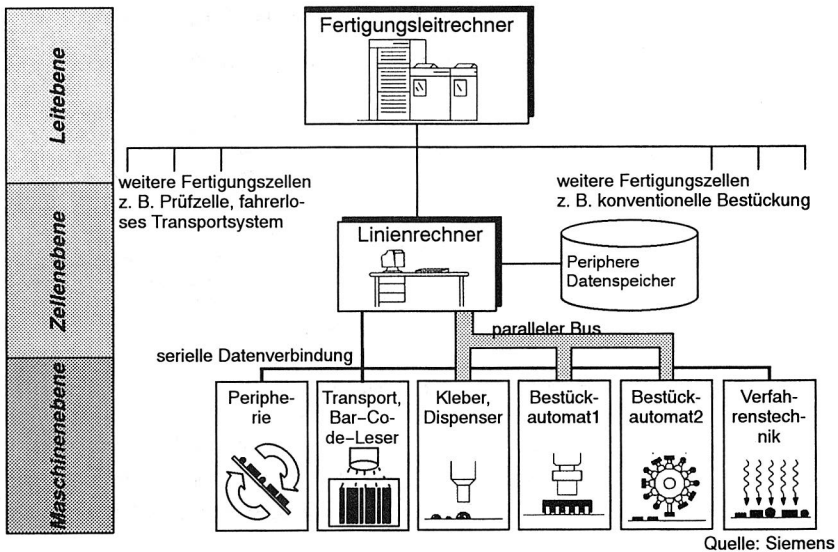 Fertigungsleitrechner
Leitebene
weitere Fertigungszellen
z. B. Prüfzelle, fahrerlo-
ses Transportsystem
weitere Fertigungszellen
z. B. konventionelle Bestückung
Zellenebene
Linienrechner
Periphere
Datenspeicher
paralleler Bus
serielle Datenverbindung
Maschinenebene
Periphe-
rie
Transport,
Bar-Co-
de-Leser
Kleber,
Dispenser
Bestück-
automat1
Bestück-
automat2
Verfah-
renstech-
nik
Quelle: Siemens